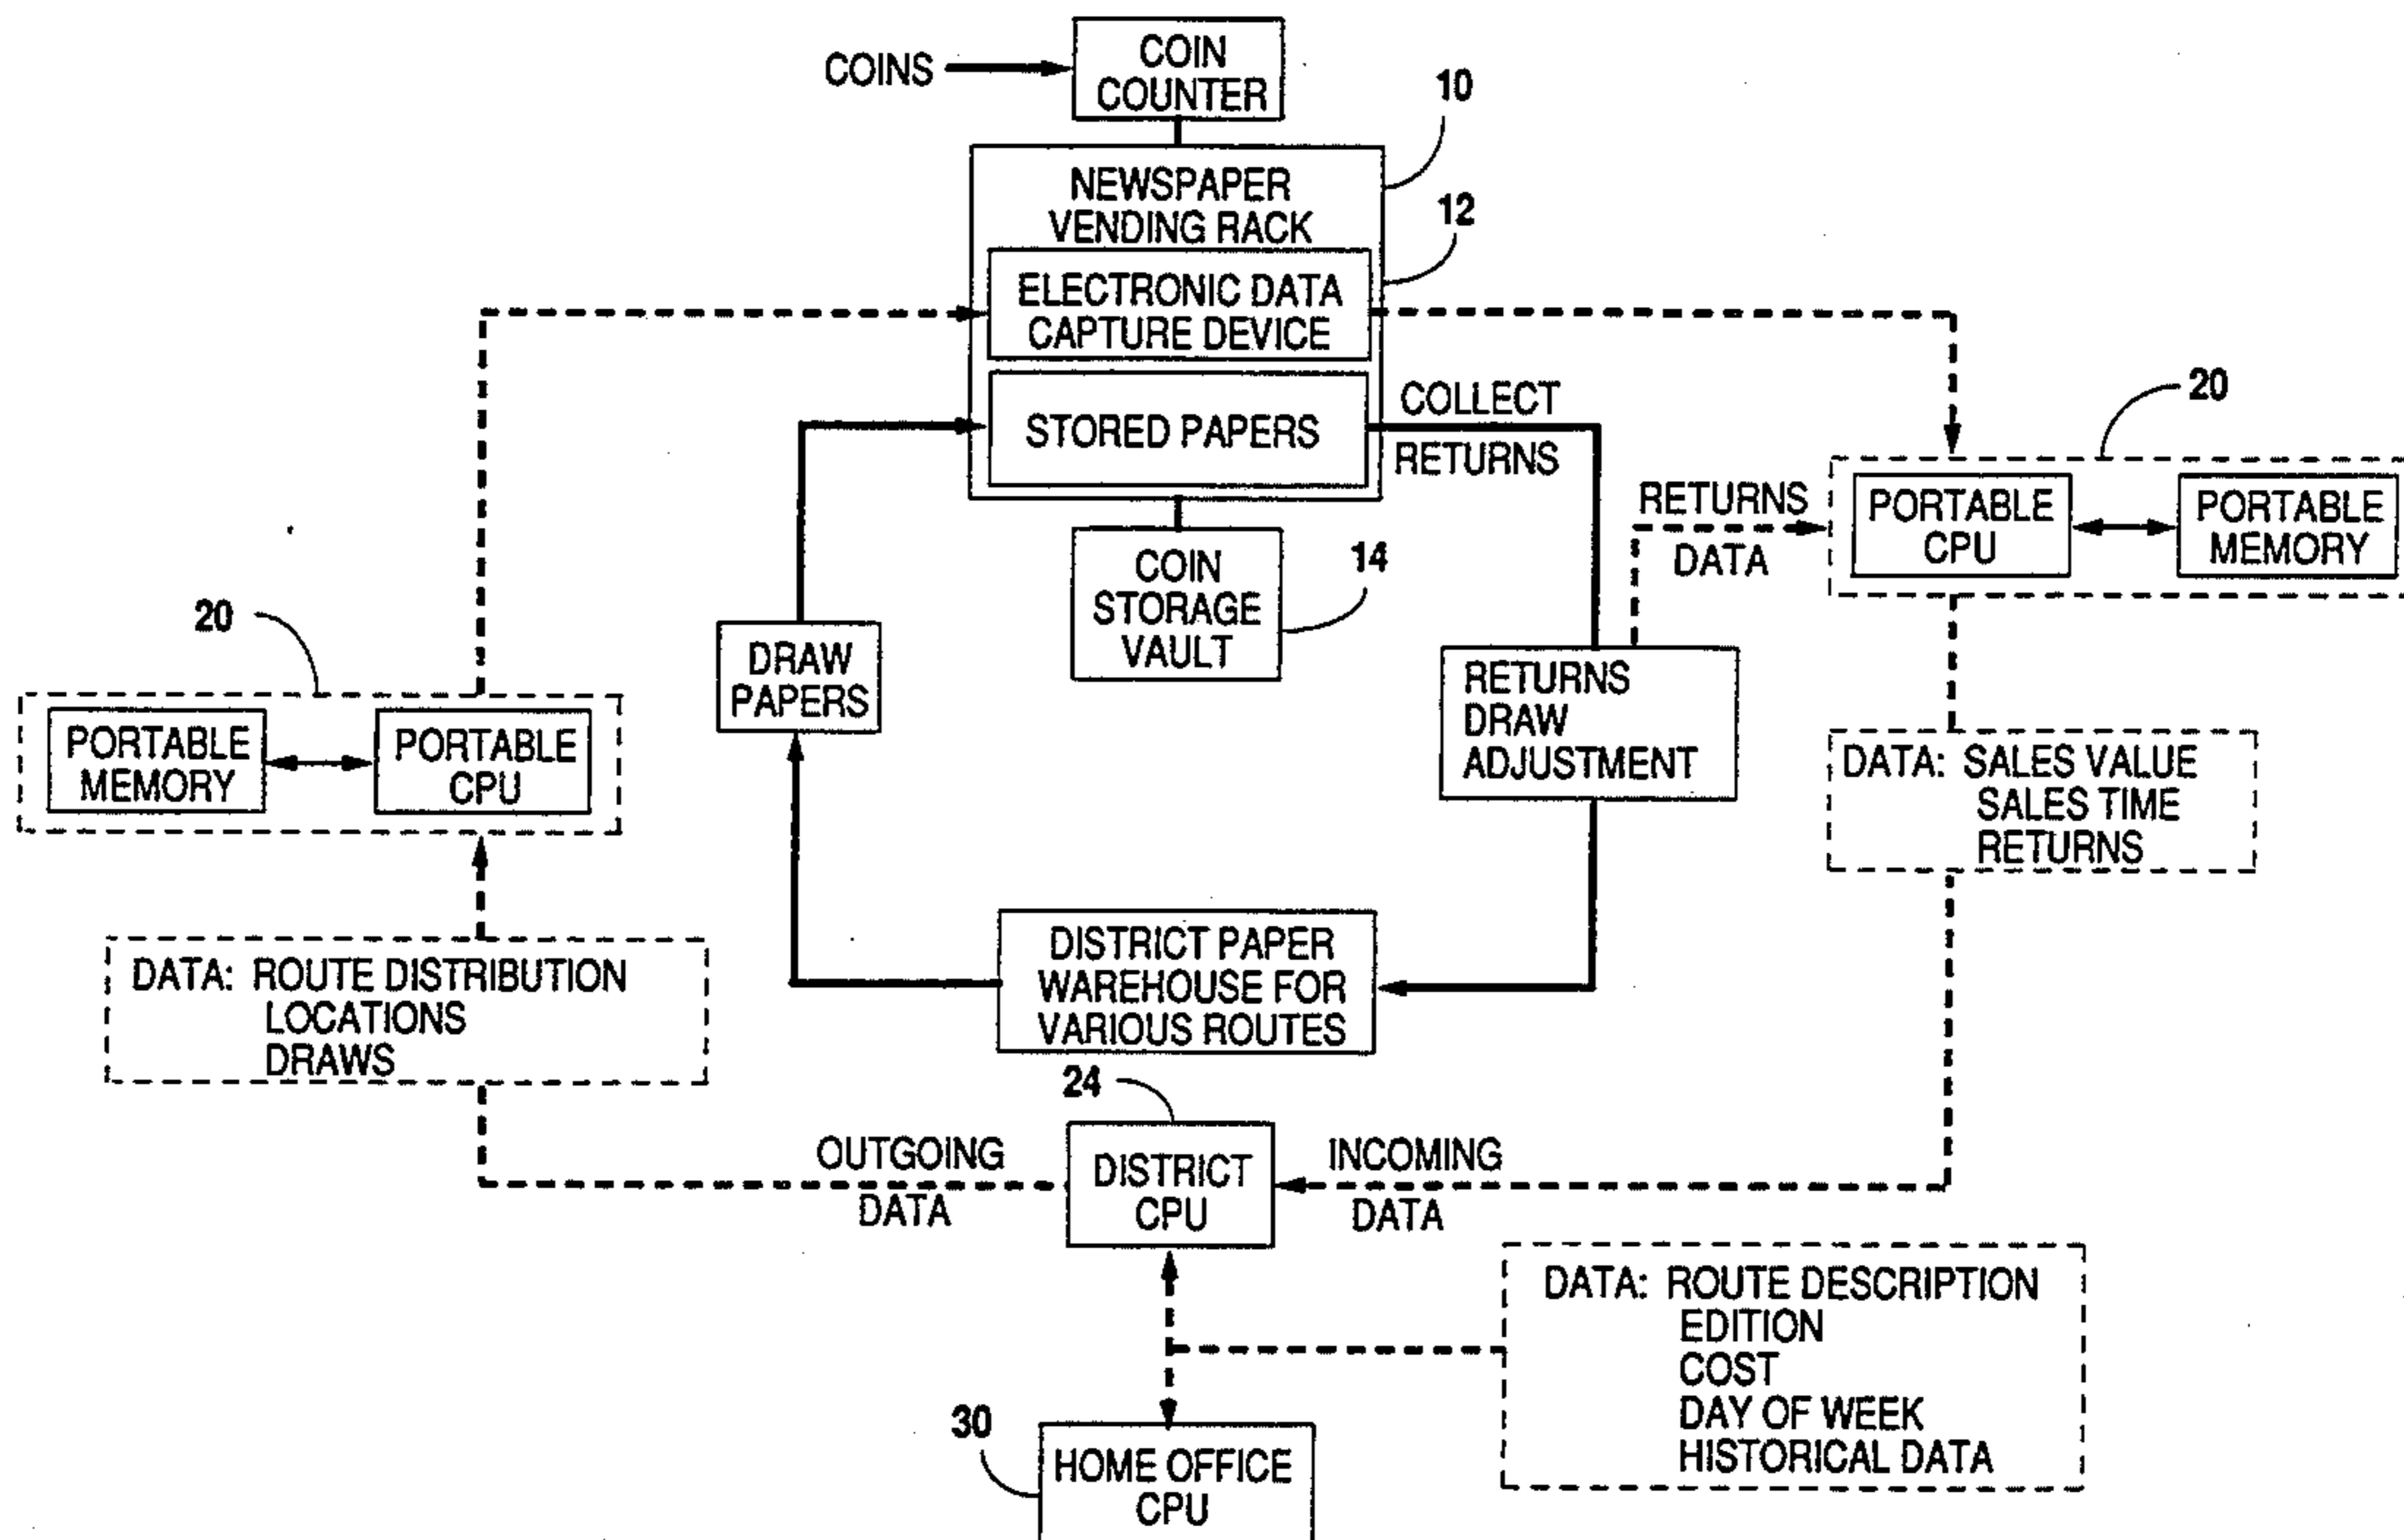 COIN
COUNTER
COINS
10
NEWSPAPER
VENDING RACK
12
ELECTRONIC DATA
CAPTURE DEVICE
STORED PAPERS
COLLECT
RETURNS
20
RETURNS
DATA
PORTABLE
CPU
PORTABLE
MEMORY
COIN
STORAGE
VAULT
14
20
DRAW
PAPERS
RETURNS
DRAW
ADJUSTMENT
PORTABLE
MEMORY
PORTABLE
CPU
DATA: SALES VALUE
SALES TIME
RETURNS
DATA: ROUTE DISTRIBUTION
LOCATIONS
DRAWS
DISTRICT PAPER
WAREHOUSE FOR
VARIOUS ROUTES
24
OUTGOING
DATA
DISTRICT
CPU
INCOMING
DATA
DATA: ROUTE DESCRIPTION
EDITION
COST
DAY OF WEEK
HISTORICAL DATA
30
HOME OFFICE
CPU